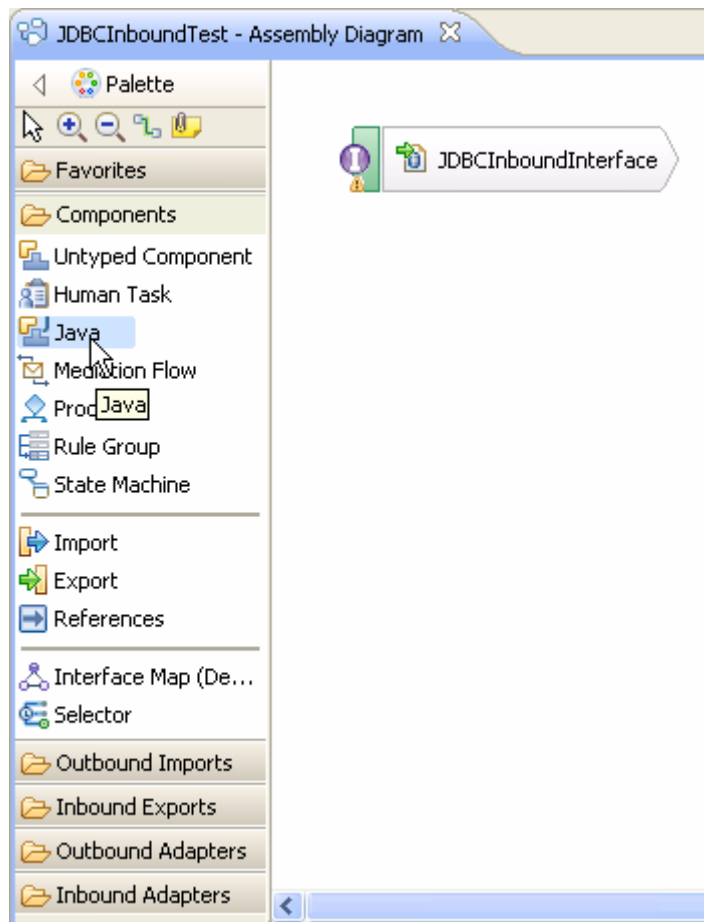 JDBCInboundTest - Assembly Diagram
Palette
JDBCInboundInterface
Favorites
Components
Untyped Component
Human Task
Java
Mediation Flow
Proc
Java
Rule Group
State Machine
Import
Export
References
Interface Map (De...
Selector
Outbound Imports
Inbound Exports
Outbound Adapters
Inbound Adapters